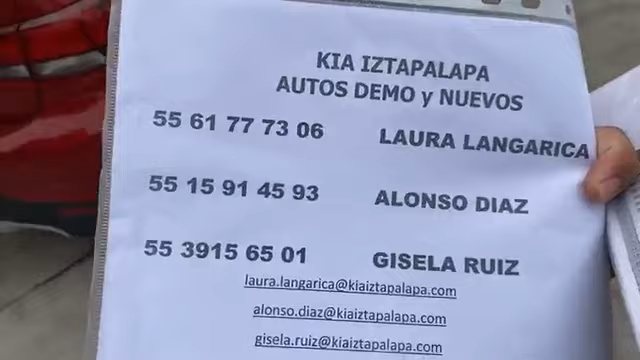 KIA IZTAPALAPA
AUTOS DEMO y NUEVOS
55 61 77 73 06 LAURA LANGARICA
55 15 91 45 93 ALONSO DIAZ
55 3915 65 01 GISELA RUIZ
laura.langarica@kiaiztapalapa.com
alonso.diaz@kiaiztapalapa.com
gisela.ruiz@kiaiztapalapa.com